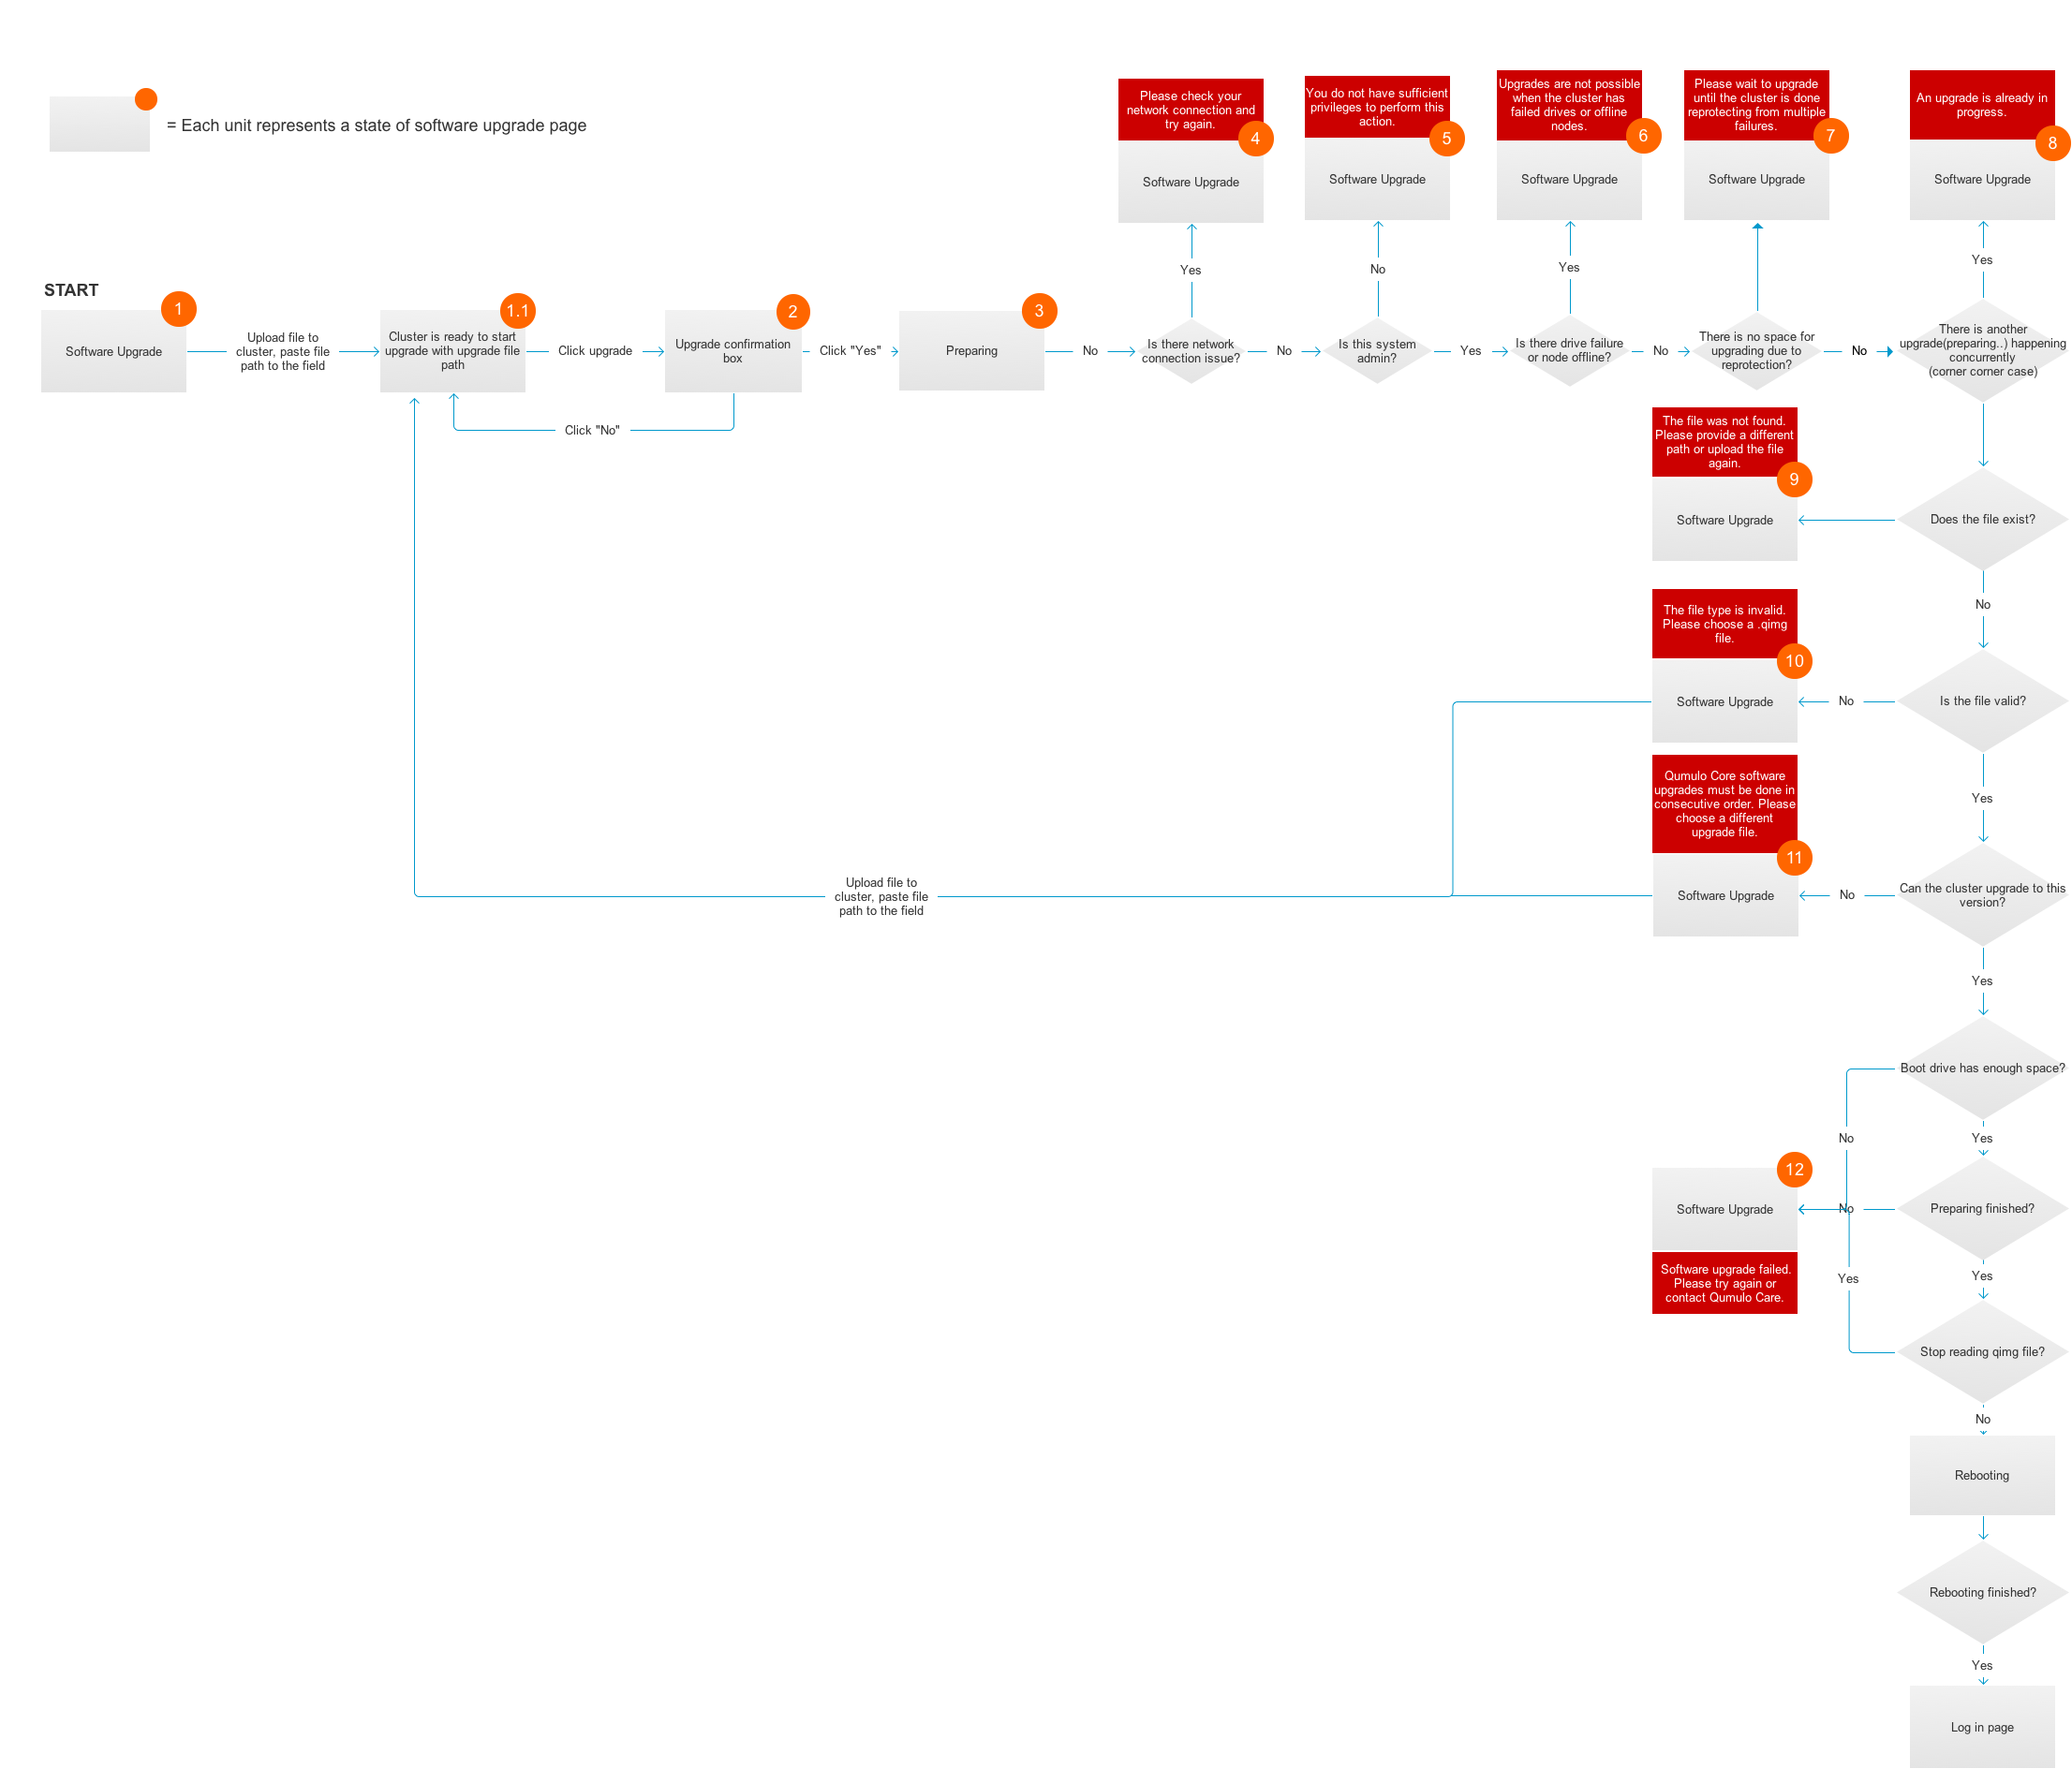 = Each unit represents a state of software upgrade page
Please check your
network connection and
try again.
4
Software Upgrade
You do not have sufficient
privileges to perform this
action.
5
Software Upgrade
Upgrades are not possible
when the cluster has
failed drives or offline
nodes.
6
Software Upgrade
Please wait to upgrade
until the cluster is done
reprotecting from multiple
failures.
7
Software Upgrade
An upgrade is already in
progress.
8
Software Upgrade
Yes
No
Yes
Yes
START
1
Software Upgrade
Upload file to
cluster, paste file
path to the field
1.1
Cluster is ready to start
upgrade with upgrade file
path
Click upgrade
2
Upgrade confirmation
box
Click "Yes"
3
Preparing
No
Is there network
connection issue?
No
Is this system
admin?
Yes
Is there drive failure
or node offline?
No
There is no space for
upgrading due to
reprotection?
No
There is another
upgrade(preparing..) happening
concurrently
(corner corner case)
Click "No"
The file was not found.
Please provide a different
path or upload the file
again.
9
Software Upgrade
Does the file exist?
No
The file type is invalid.
Please choose a .qimg
file.
10
Software Upgrade
No
Is the file valid?
Yes
Qumulo Core software
upgrades must be done in
consecutive order. Please
choose a different
upgrade file.
11
Software Upgrade
No
Can the cluster upgrade to this
version?
Upload file to
cluster, paste file
path to the field
Yes
Boot drive has enough space?
No
Yes
12
Software Upgrade
No
Preparing finished?
Software upgrade failed.
Please try again or
contact Qumulo Care.
Yes
Yes
Stop reading qimg file?
No
Rebooting
Rebooting finished?
Yes
Log in page